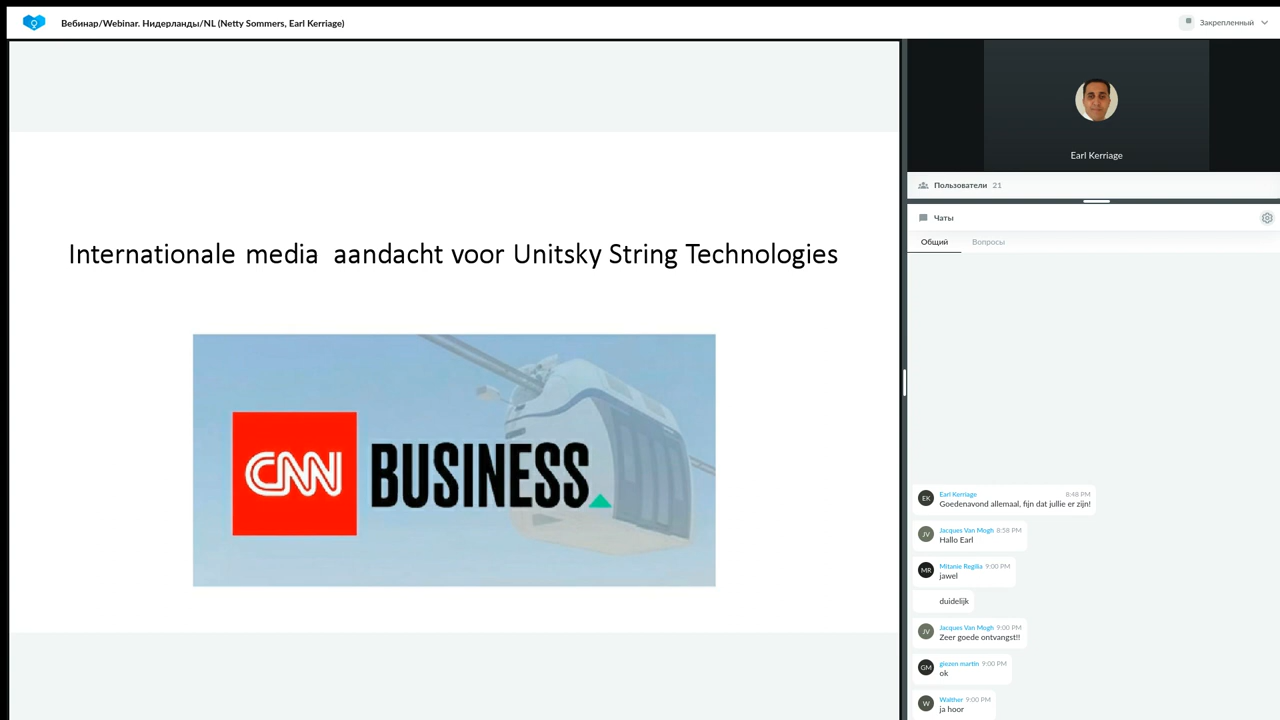 Вебинар/Webinar. Нидерланды/NL (Netty Sommers, Earl Kerriage)
Закрепленный
Internationale media aandacht voor Unitsky String Technologies
CNN BUSINESS
Earl Kerriage
Пользователи 21
Чаты
Общий Вопросы
EK Earl Kerriage 8:48 PM
Goedenavond allemaal, fijn dat jullie er zijn!
JV Jacques Van Mogh 8:58 PM
Hallo Earl
MR Mitanie Regilia 9:00 PM
jawel
duidelijk
JV Jacques Van Mogh 9:00 PM
Zeer goede ontvangst!!
GM giezen martin 9:00 PM
ok
W Walther 9:00 PM
ja hoor